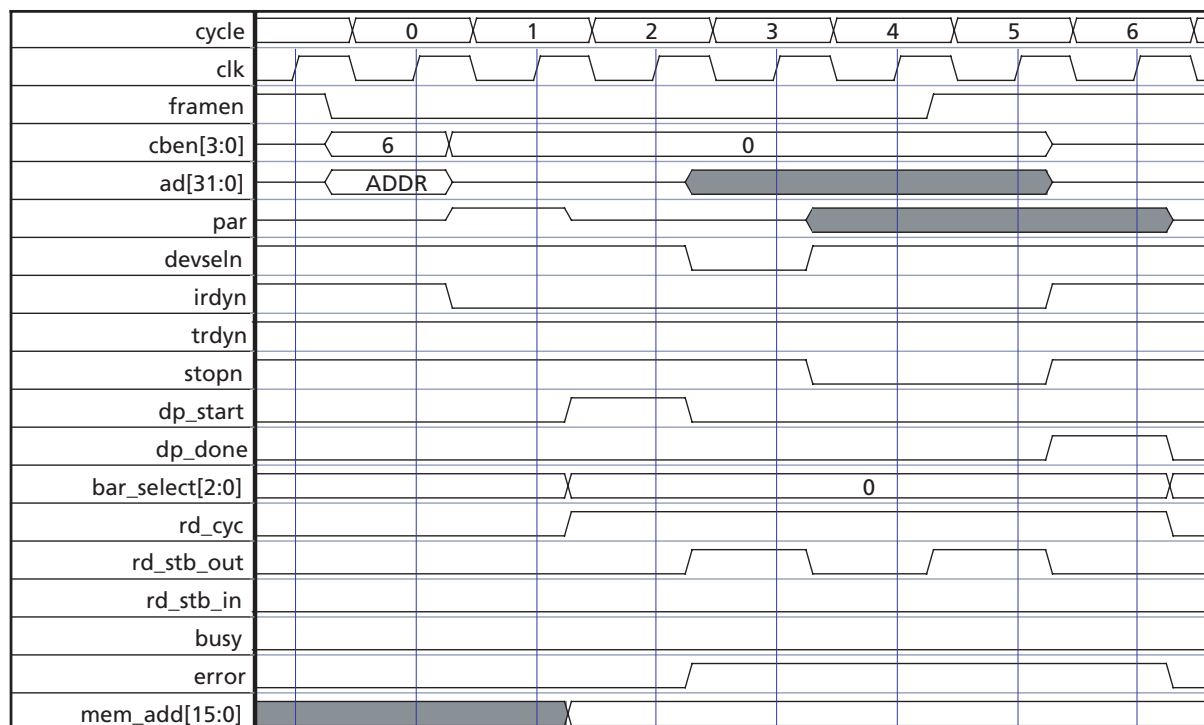 cycle 0 1 2 3 4 5 6
clk
framen
cben[3:0] 6 0
ad[31:0] ADDR
par
devseln
irdyn
trdyn
stopn
dp_start
dp_done
bar_select[2:0] 0
rd_cyc
rd_stb_out
rd_stb_in
busy
error
mem_add[15:0]